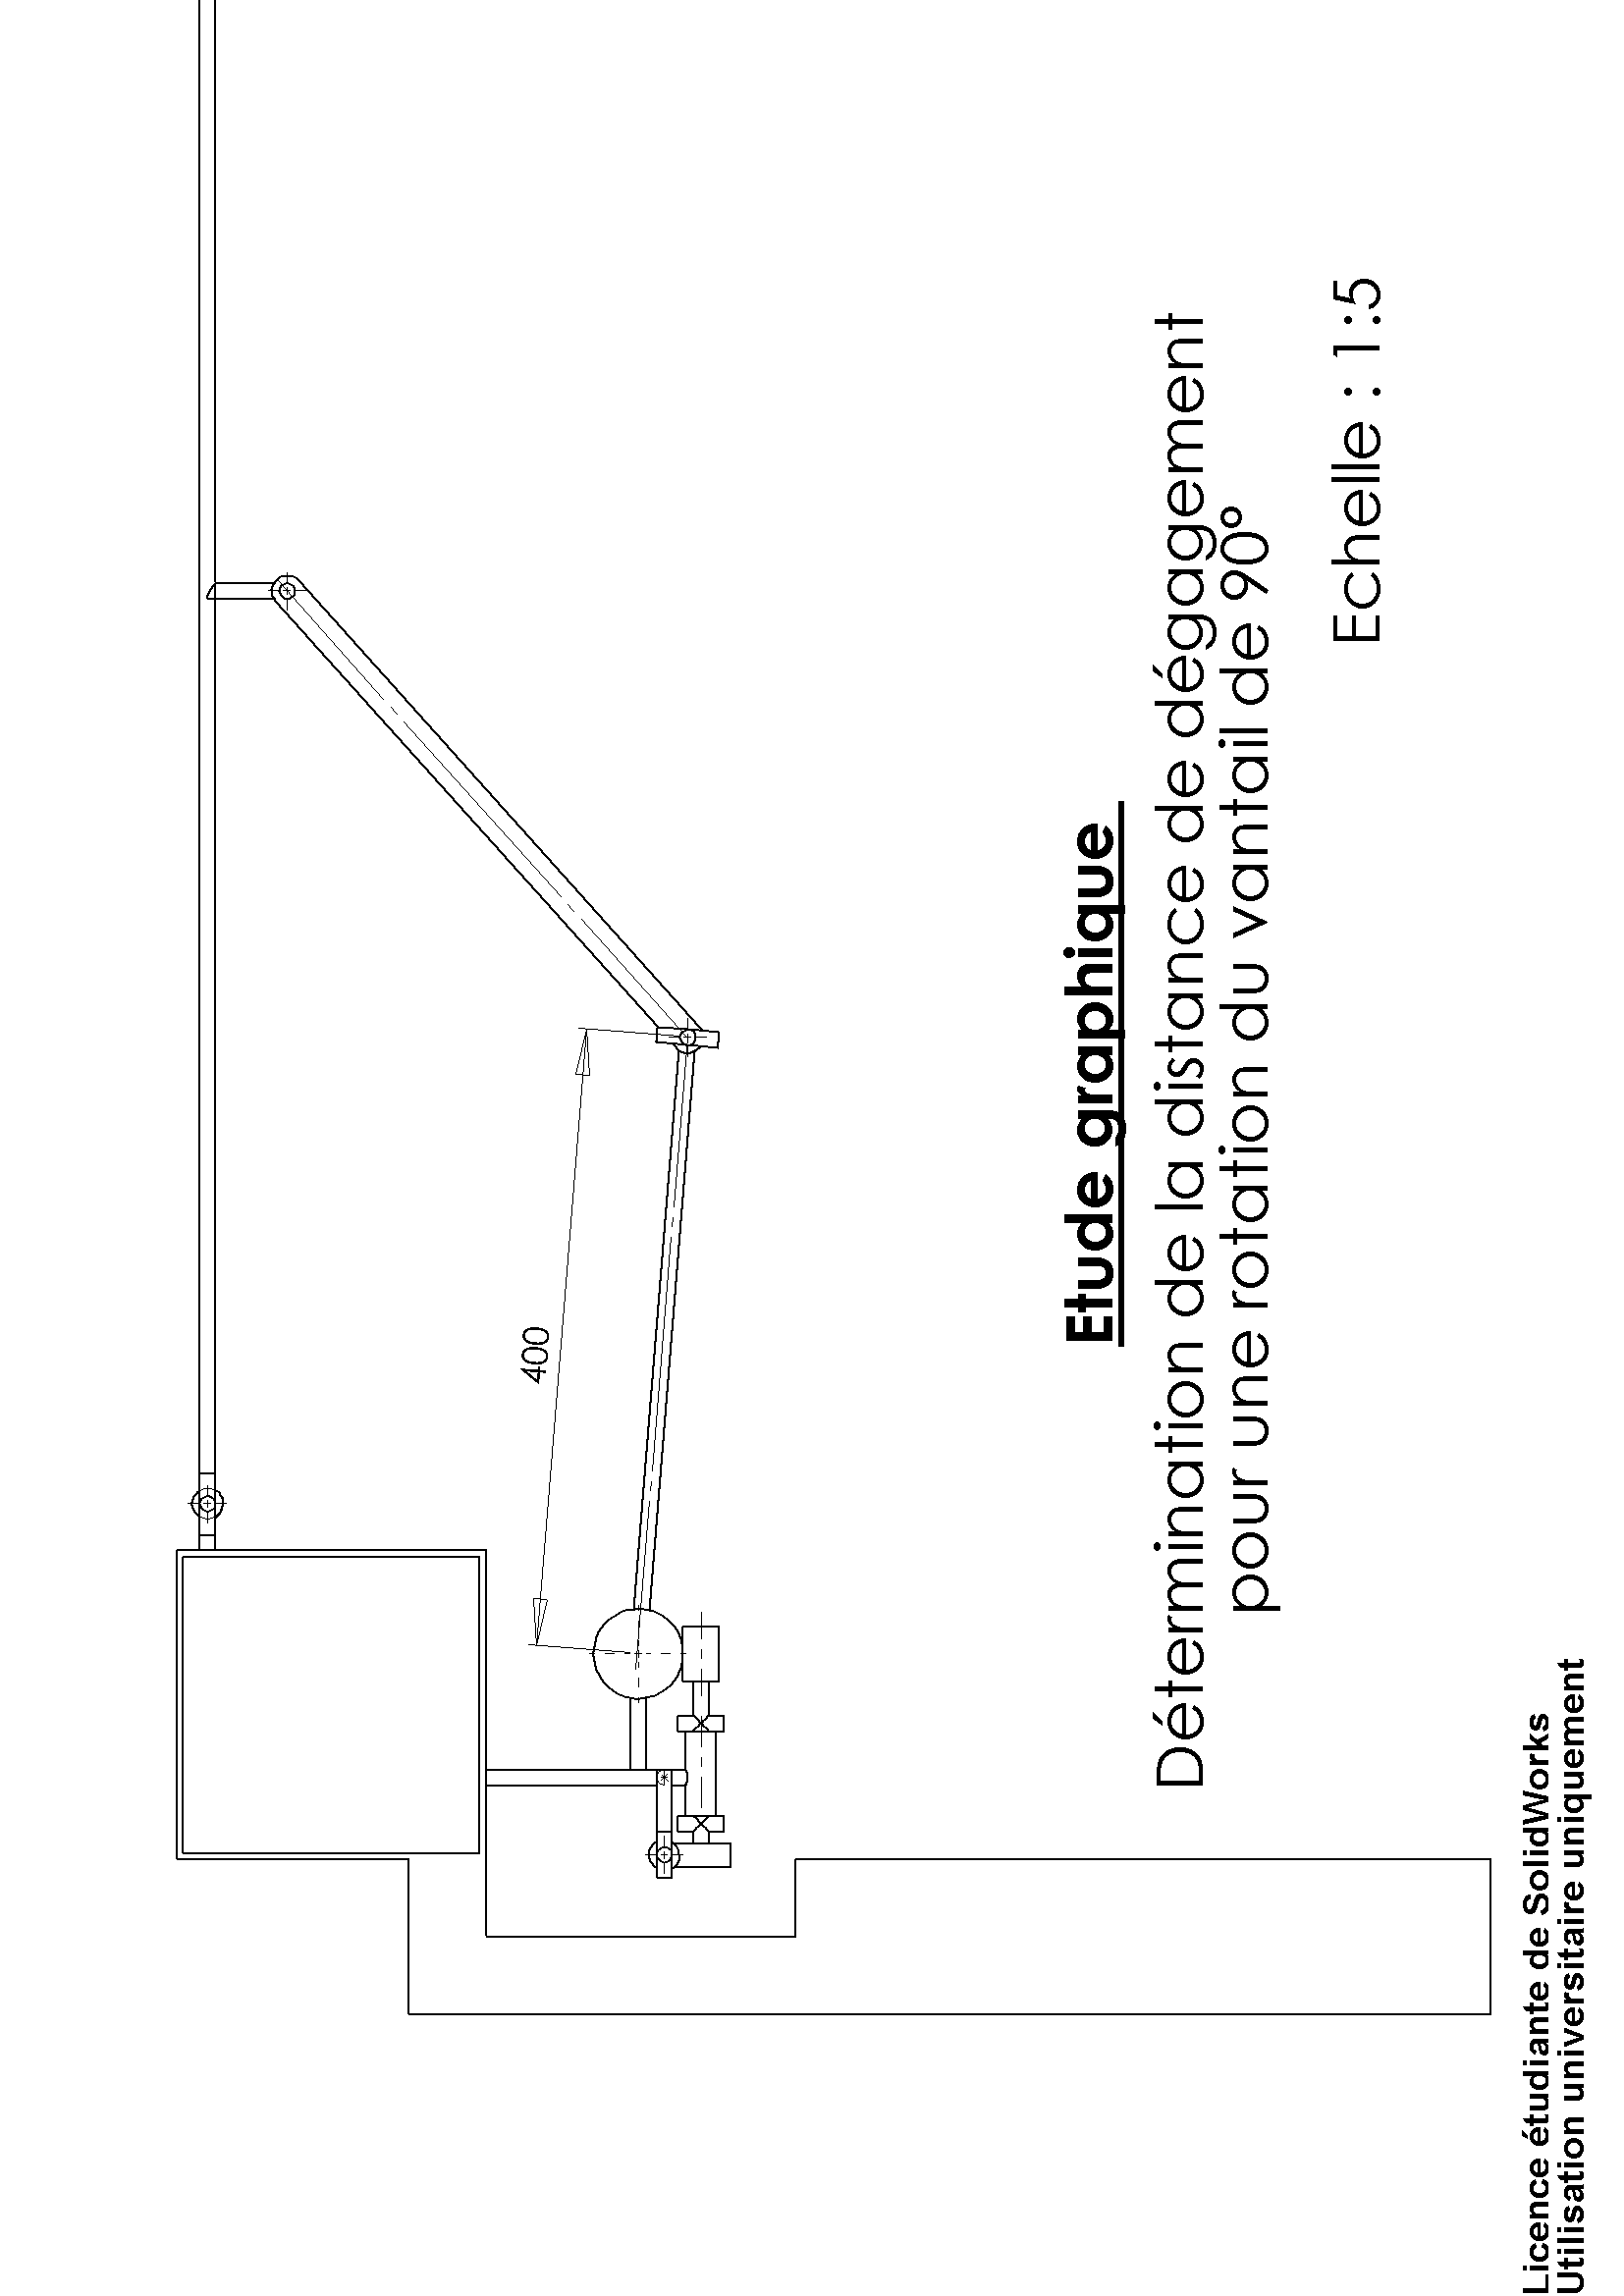 400
Etude graphique
Détermination de la distance de dégagement
pour une rotation du vantail de 90°
Echelle : 1:5
Licence étudiante de SolidWorks
Utilisation universitaire uniquement